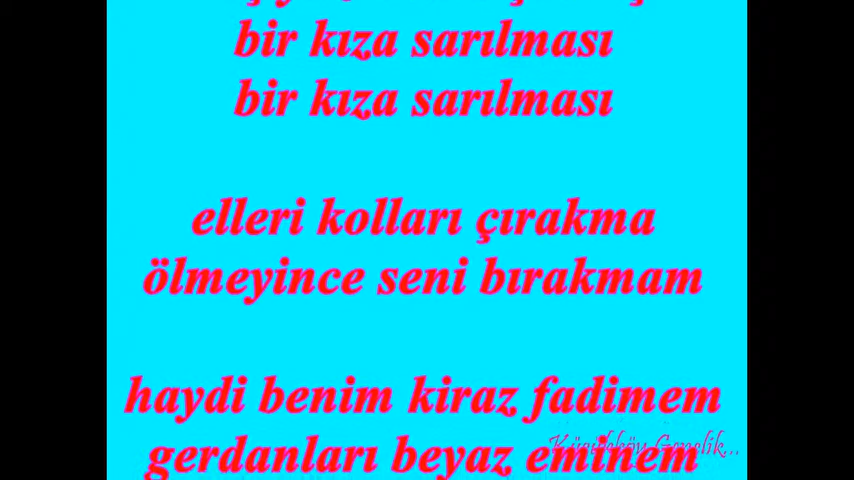 bir kıza sarılması
bir kıza sarılması
elleri kolları çırakma
ölmeyince seni bırakmam
haydi benim kiraz fadimem
gerdanları beyaz eminem